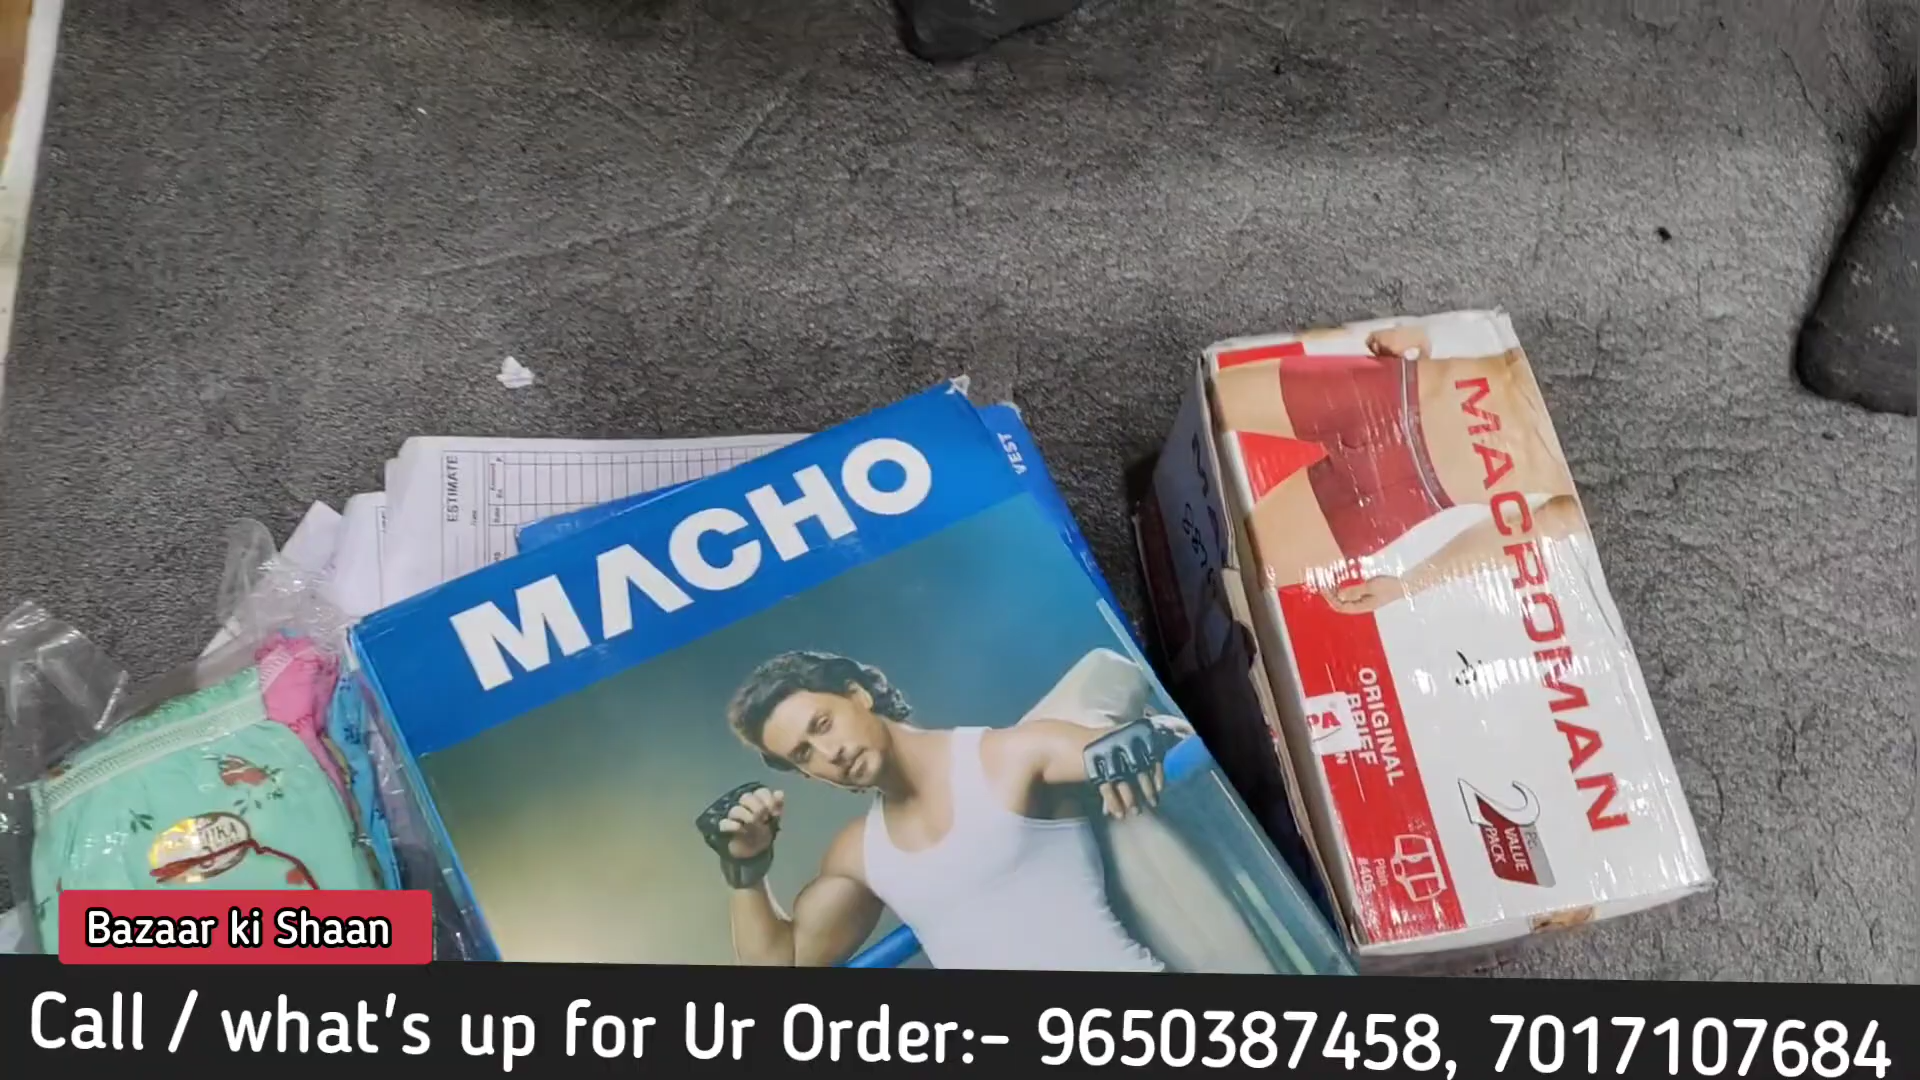 ESTIMATE
VEST
MACHO
MACROMAN
ORIGINAL
BRIEF
2
VALUE
PACK
Plain
Bazaar ki Shaan
Call / what's up for Ur Order:- 9650387458, 7017107684